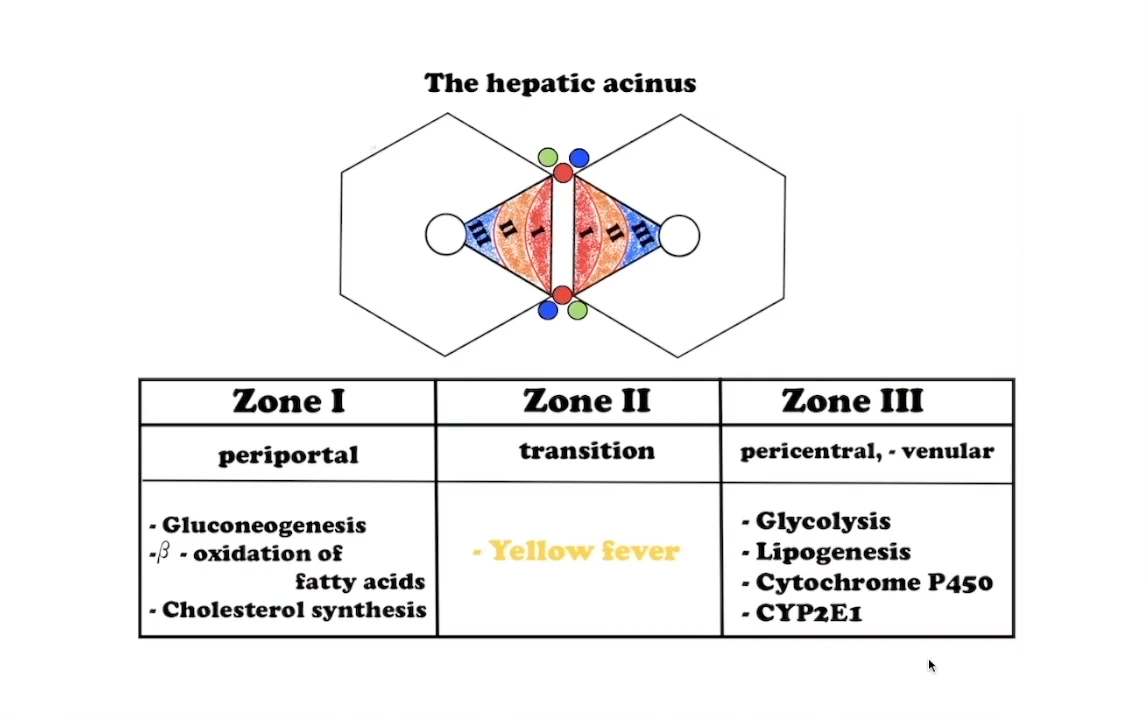 The hepatic acinus
III II I I II III
Zone I
Zone II
Zone III
periportal
transition
pericentral, - venular
- Gluconeogenesis
-β - oxidation of
fatty acids
- Cholesterol synthesis
- Yellow fever
- Glycolysis
- Lipogenesis
- Cytochrome P450
- CYP2E1